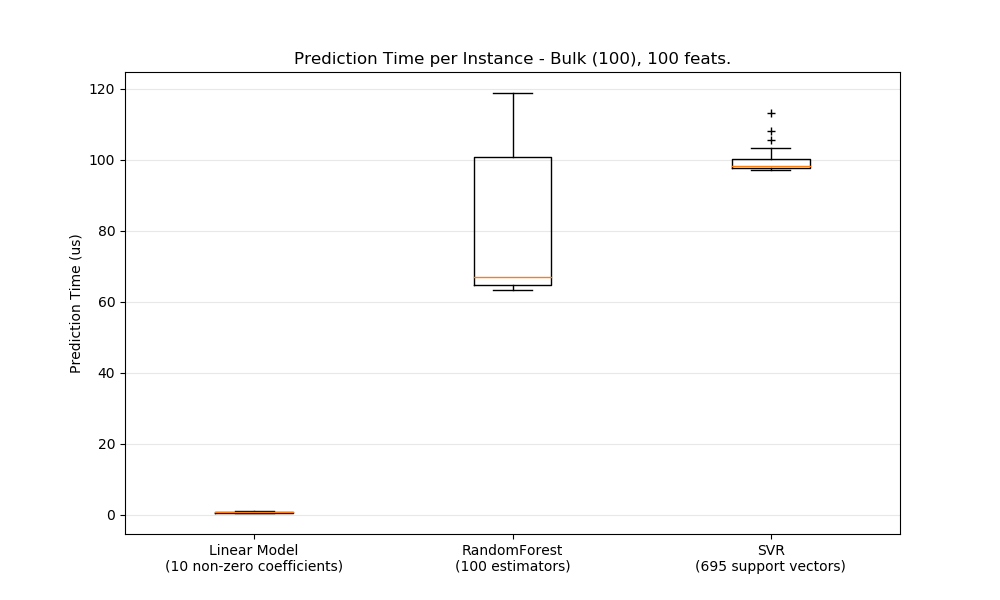 Prediction Time per Instance - Bulk (100), 100 feats.
120
100
80
60
40
20
0
Prediction Time (us)
Linear Model
(10 non-zero coefficients)
RandomForest
(100 estimators)
SVR
(695 support vectors)